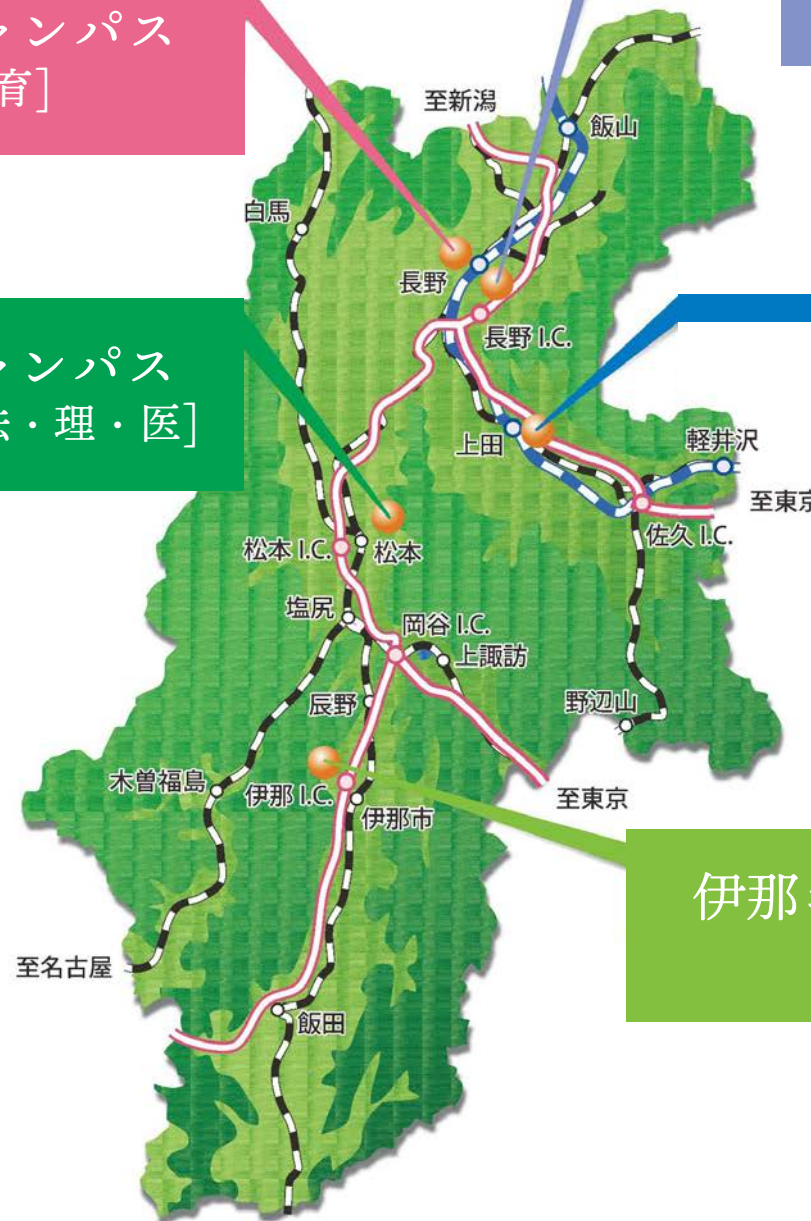 ャンパス
育]
至新潟
飯山
白馬
長野
長野 I.C.
ャンパス
・理・医]
上田
軽井沢
至東京
佐久 I.C.
松本 I.C.
松本
塩尻
岡谷 I.C.
上諏訪
辰野
野辺山
木曽福島
伊那 I.C.
伊那市
至東京
伊那
至名古屋
飯田